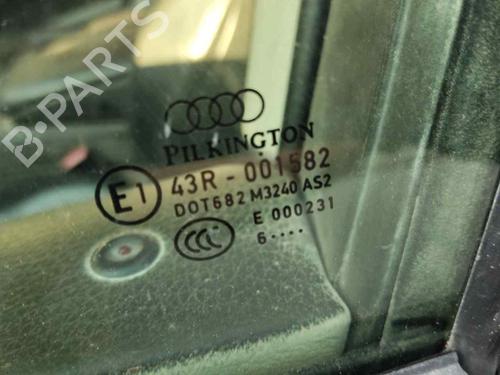 B-PARTS
PILKINGTON
E1 43R - 001582
DOT682 M3240 AS2
CCC E 000231
6····